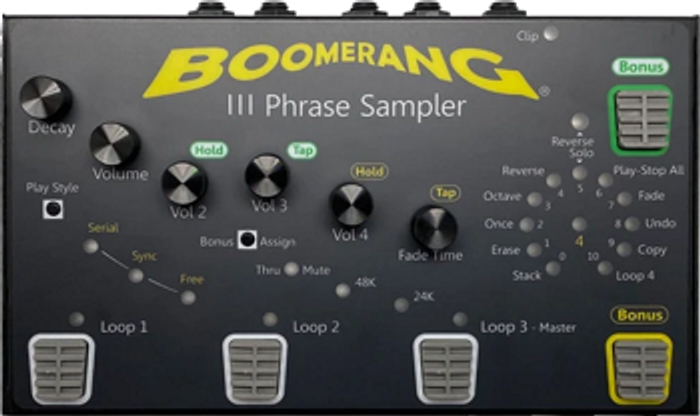 Clip
BOOMERANG®
III Phrase Sampler
Bonus
Decay
Volume
Hold
Tap
Vol 2
Vol 3
Hold
Vol 4
Tap
Fade Time
Play Style
Serial
Sync
Free
Bonus Assign
Thru Mute
48K
24K
Reverse Solo
Reverse
Play-Stop All
Octave
Fade
Once
Undo
Erase
Copy
Stack
Loop 4
0 1 2 3 4 5 6 7 8 9 10
4
Loop 1
Loop 2
Loop 3 - Master
Bonus